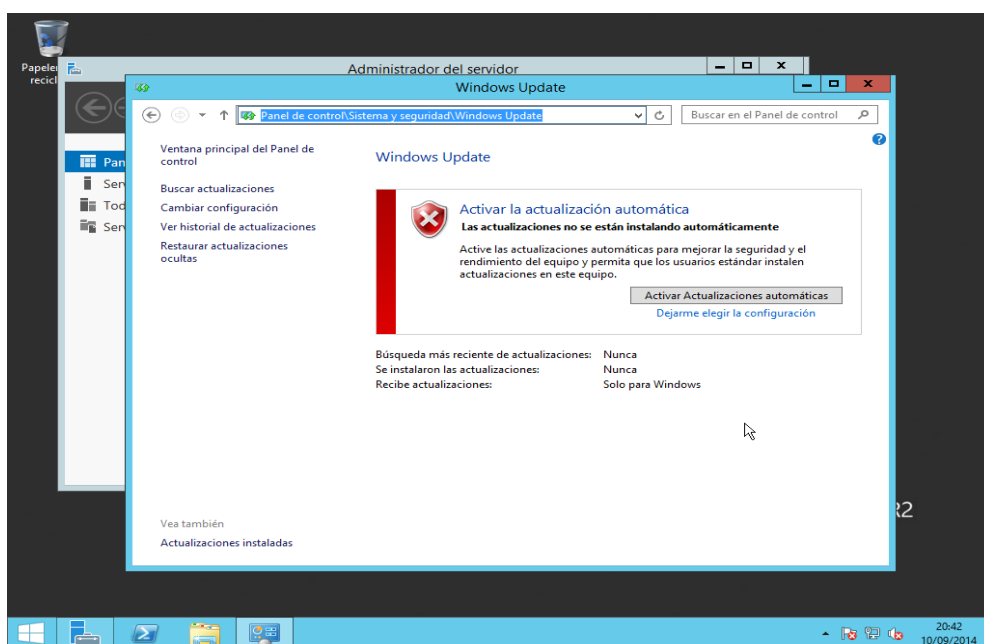 Papele
recicl
Administrador del servidor
Windows Update
Panel de control\Sistema y seguridad\Windows Update
Buscar en el Panel de control
Ventana principal del Panel de
control
Buscar actualizaciones
Cambiar configuración
Ver historial de actualizaciones
Restaurar actualizaciones
ocultas
Pan
Ser
Tod
Ser
Windows Update
Activar la actualización automática
Las actualizaciones no se están instalando automáticamente
Active las actualizaciones automáticas para mejorar la seguridad y el
rendimiento del equipo y permita que los usuarios estándar instalen
actualizaciones en este equipo.
Activar Actualizaciones automáticas
Dejarme elegir la configuración
Búsqueda más reciente de actualizaciones: Nunca
Se instalaron las actualizaciones: Nunca
Recibe actualizaciones: Solo para Windows
Vea también
Actualizaciones instaladas
R2
20:42
10/09/2014